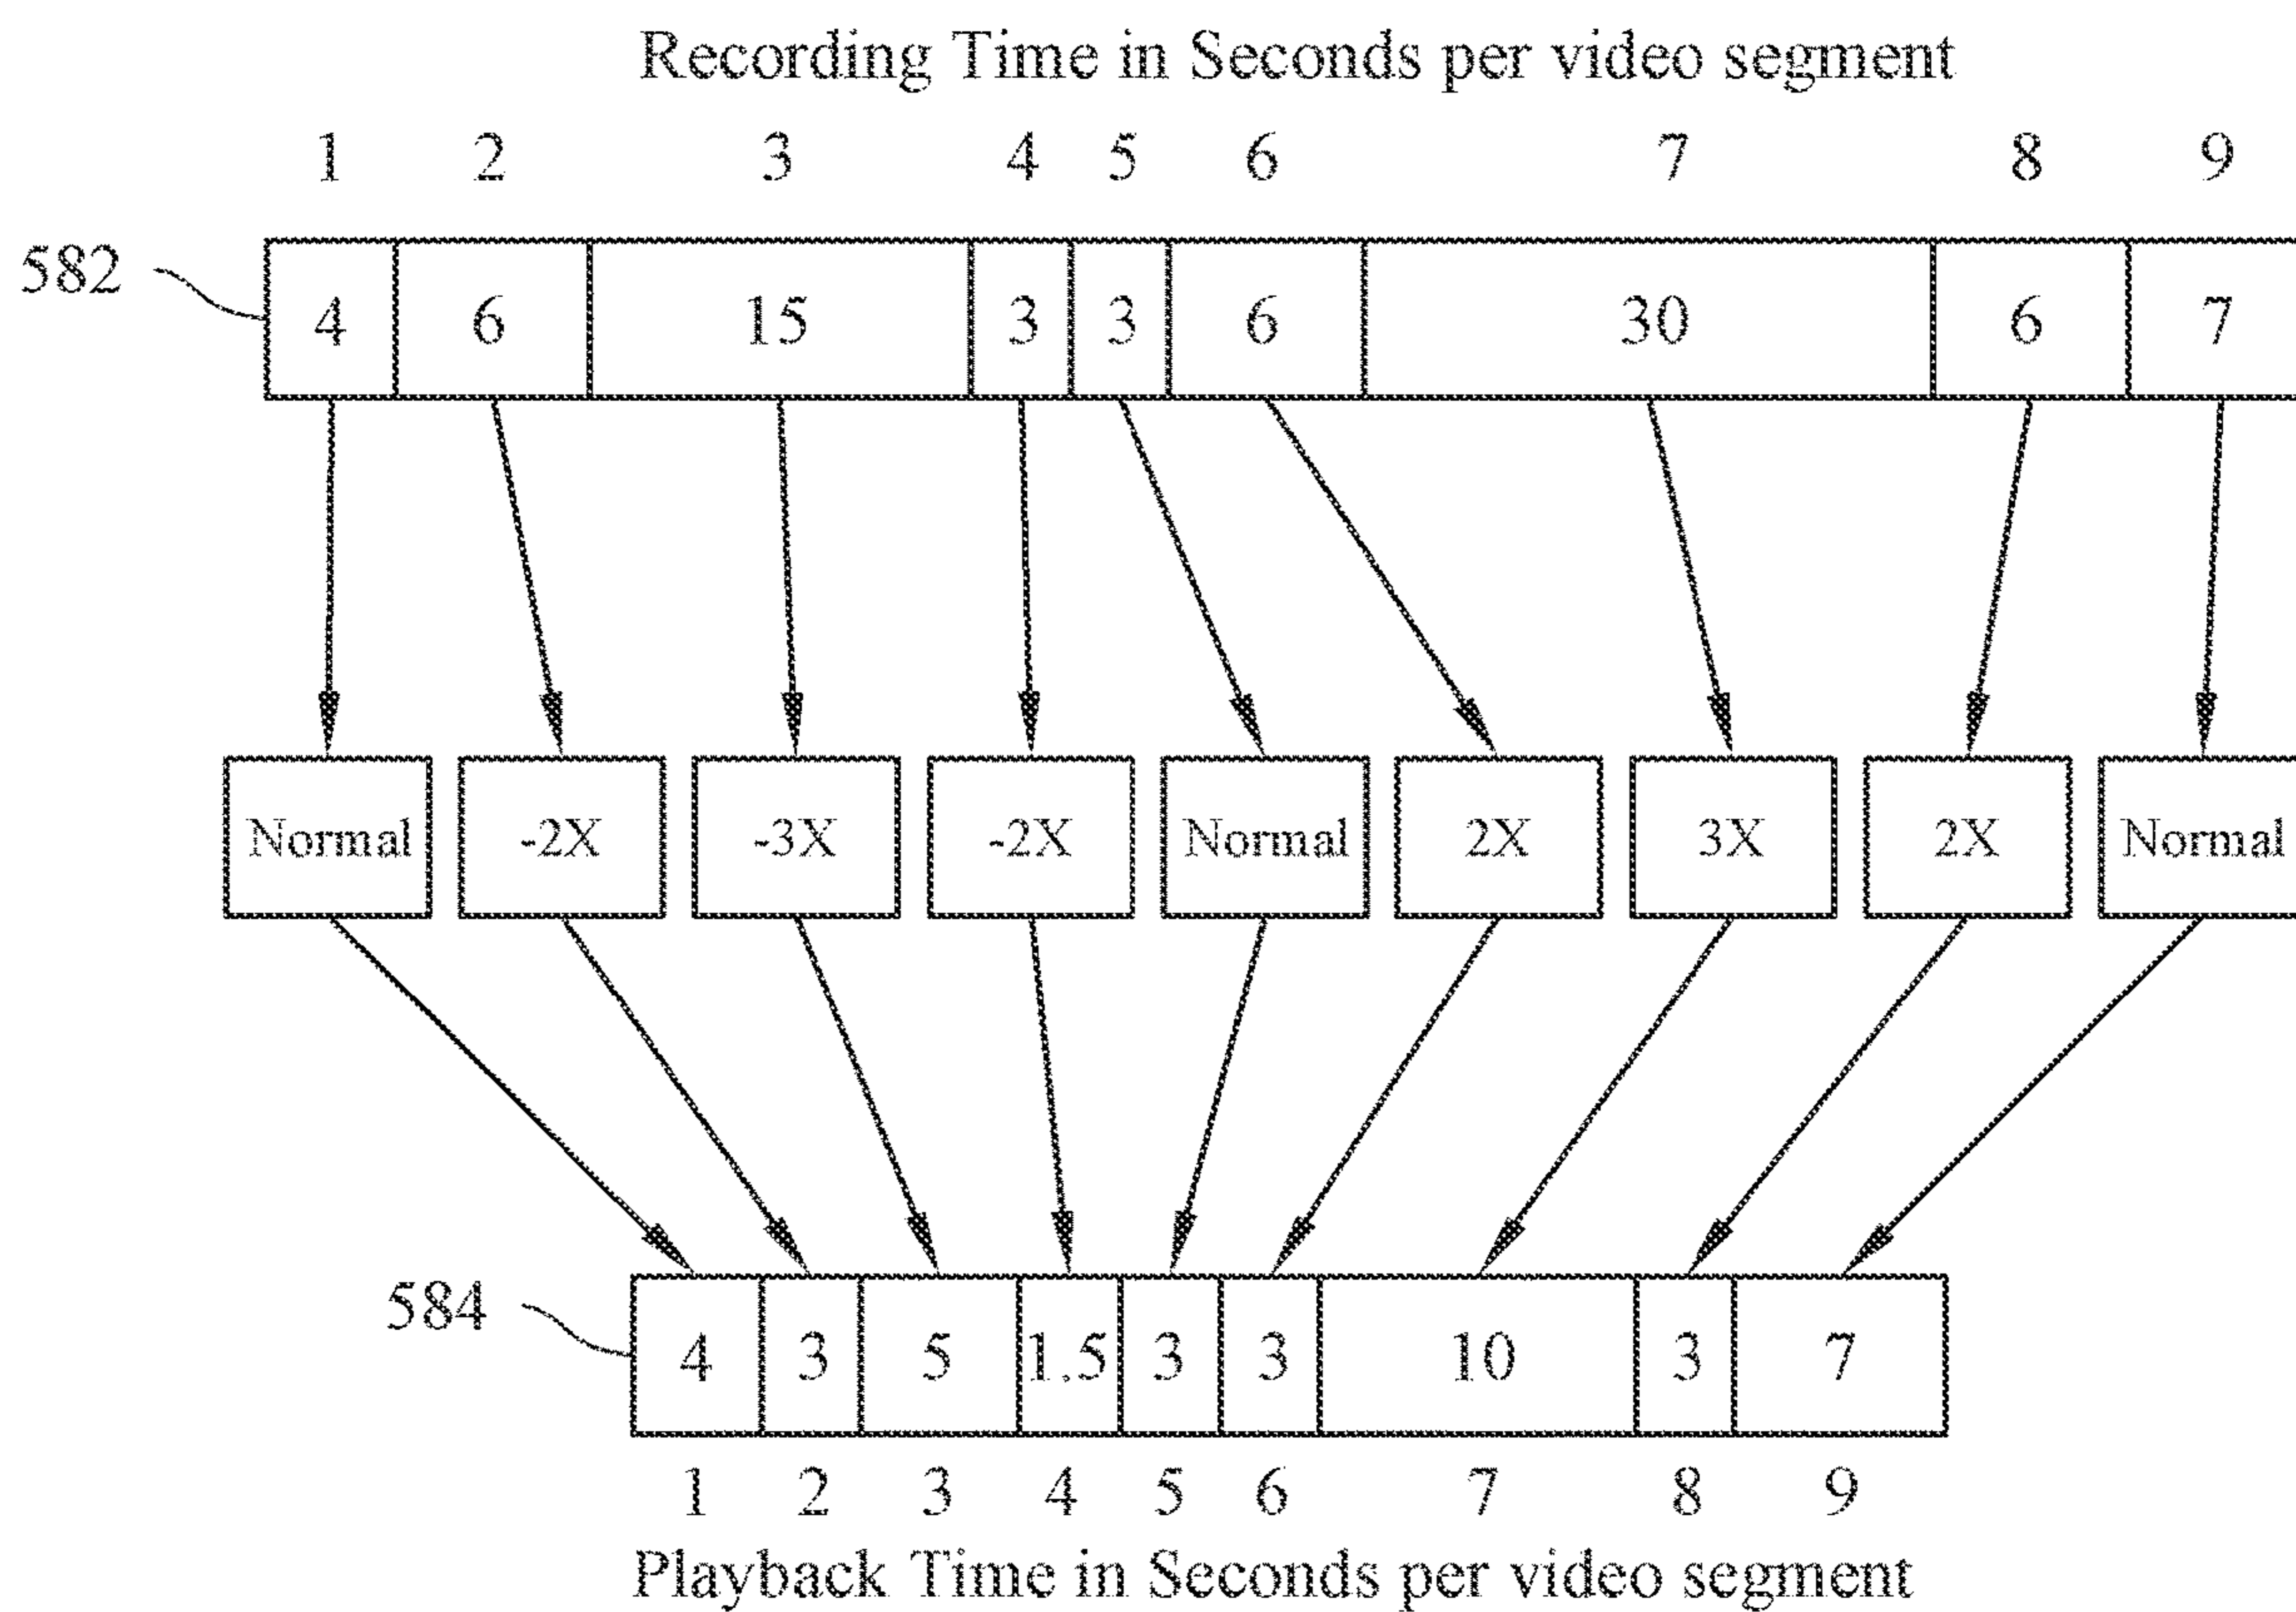 Recording Time in Seconds per video segment
1 2 3 4 5 6 7 8 9
582 4 6 15 3 3 6 30 6 7
Normal -2X -3X -2X Normal 2X 3X 2X Normal
584 4 3 5 1.5 3 3 10 3 7
1 2 3 4 5 6 7 8 9
Playback Time in Seconds per video segment